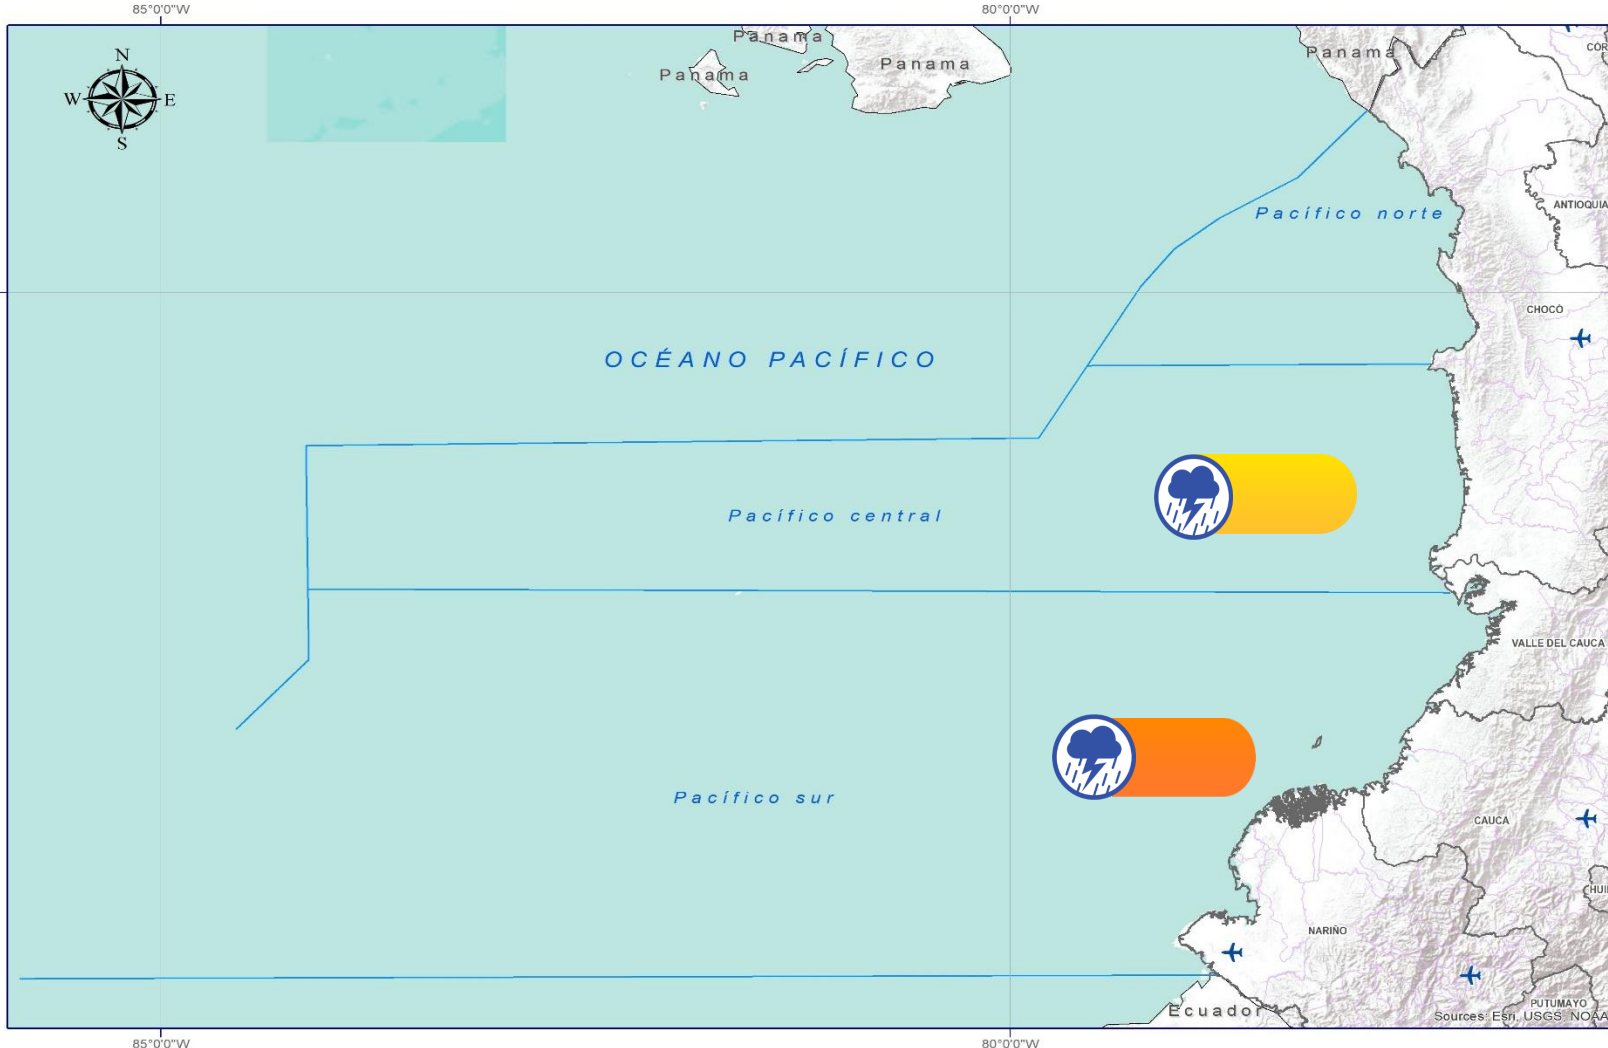 85°0'0"W
80°0'0"W
N
W
E
S
Panama
Panama
Panama
Panama
COR
Pacífico norte
ANTIOQUIA
CHOCÓ
OCÉANO PACÍFICO
Pacífico central
VALLE DEL CAUCA
Pacífico sur
CAUCA
HUI
NARIÑO
PUTUMAYO
Ecuador
Sources: Esri, USGS, NOAA
85°0'0"W
80°0'0"W